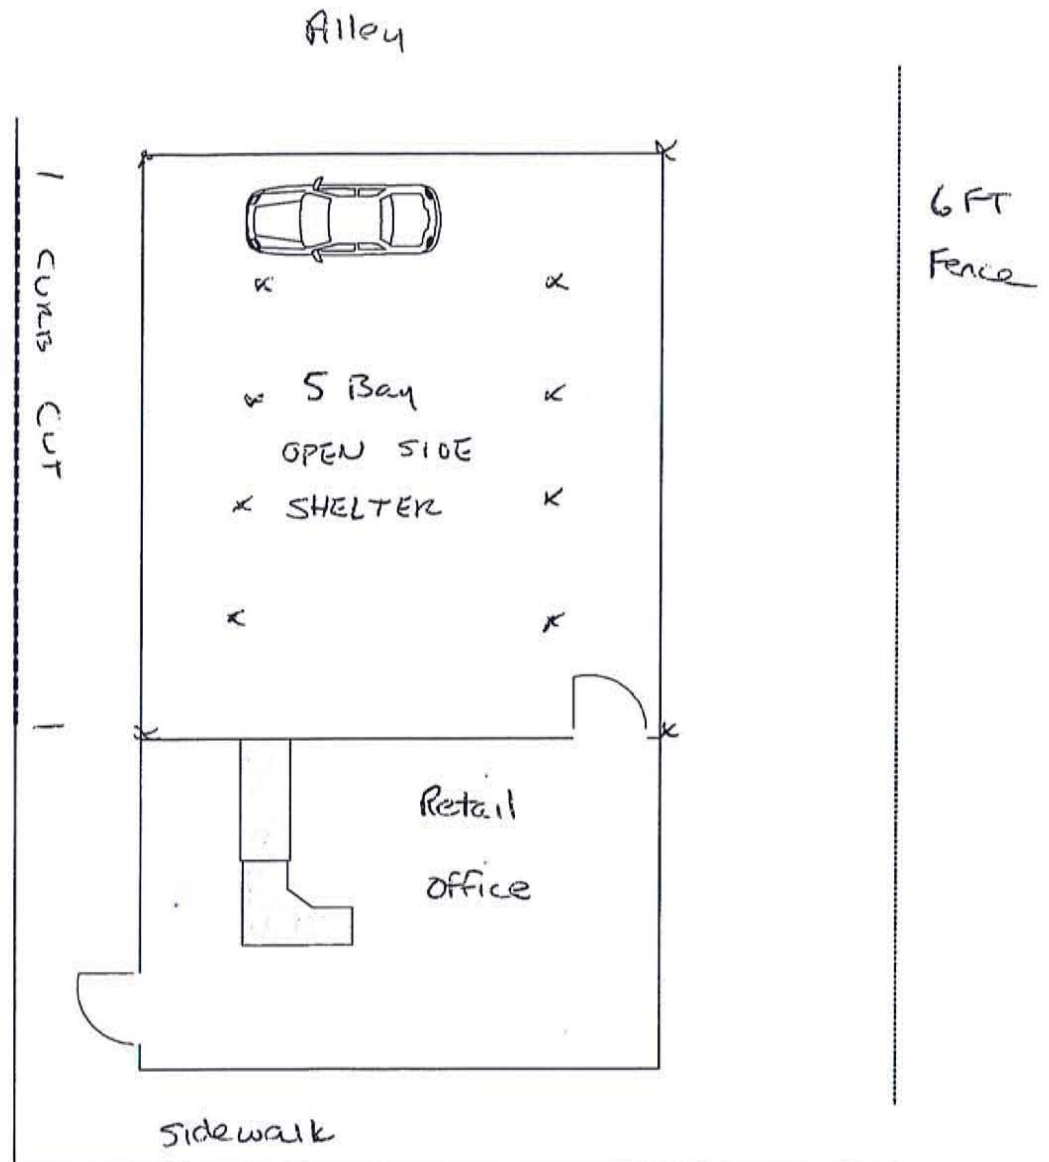 Alley
6 FT
Fence
CURB CUT
5 Bay
OPEN SIDE
SHELTER
Retail
office
sidewalk